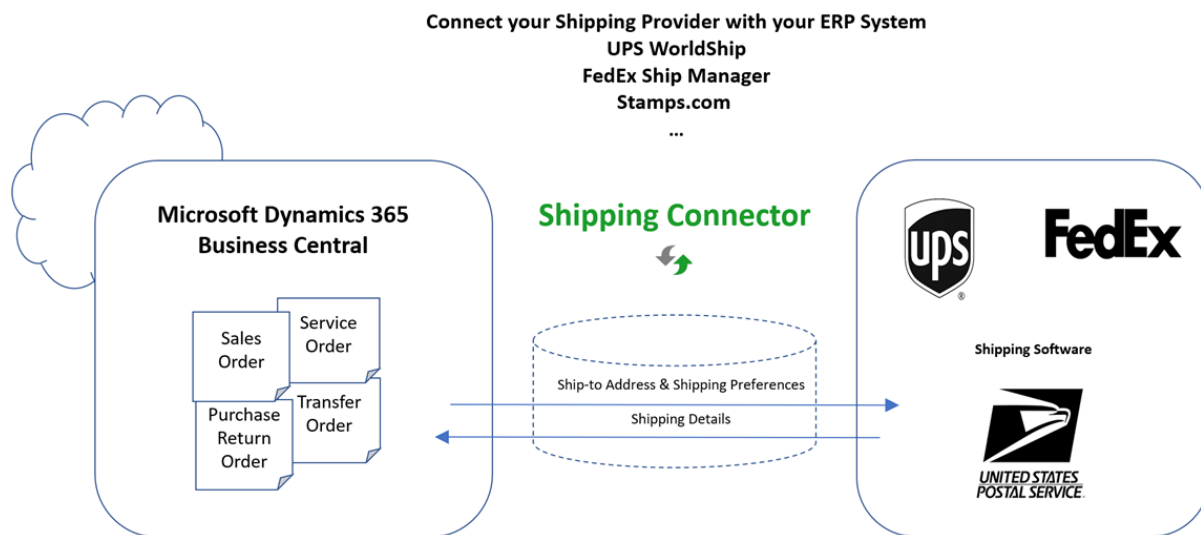 Connect your Shipping Provider with your ERP System
UPS WorldShip
FedEx Ship Manager
Stamps.com
...
Microsoft Dynamics 365
Business Central
Shipping Connector
Sales
Order
Service
Order
Purchase
Return
Order
Transfer
Order
Ship-to Address & Shipping Preferences
Shipping Details
ups
®
FedEx
Shipping Software
UNITED STATES
POSTAL SERVICE.